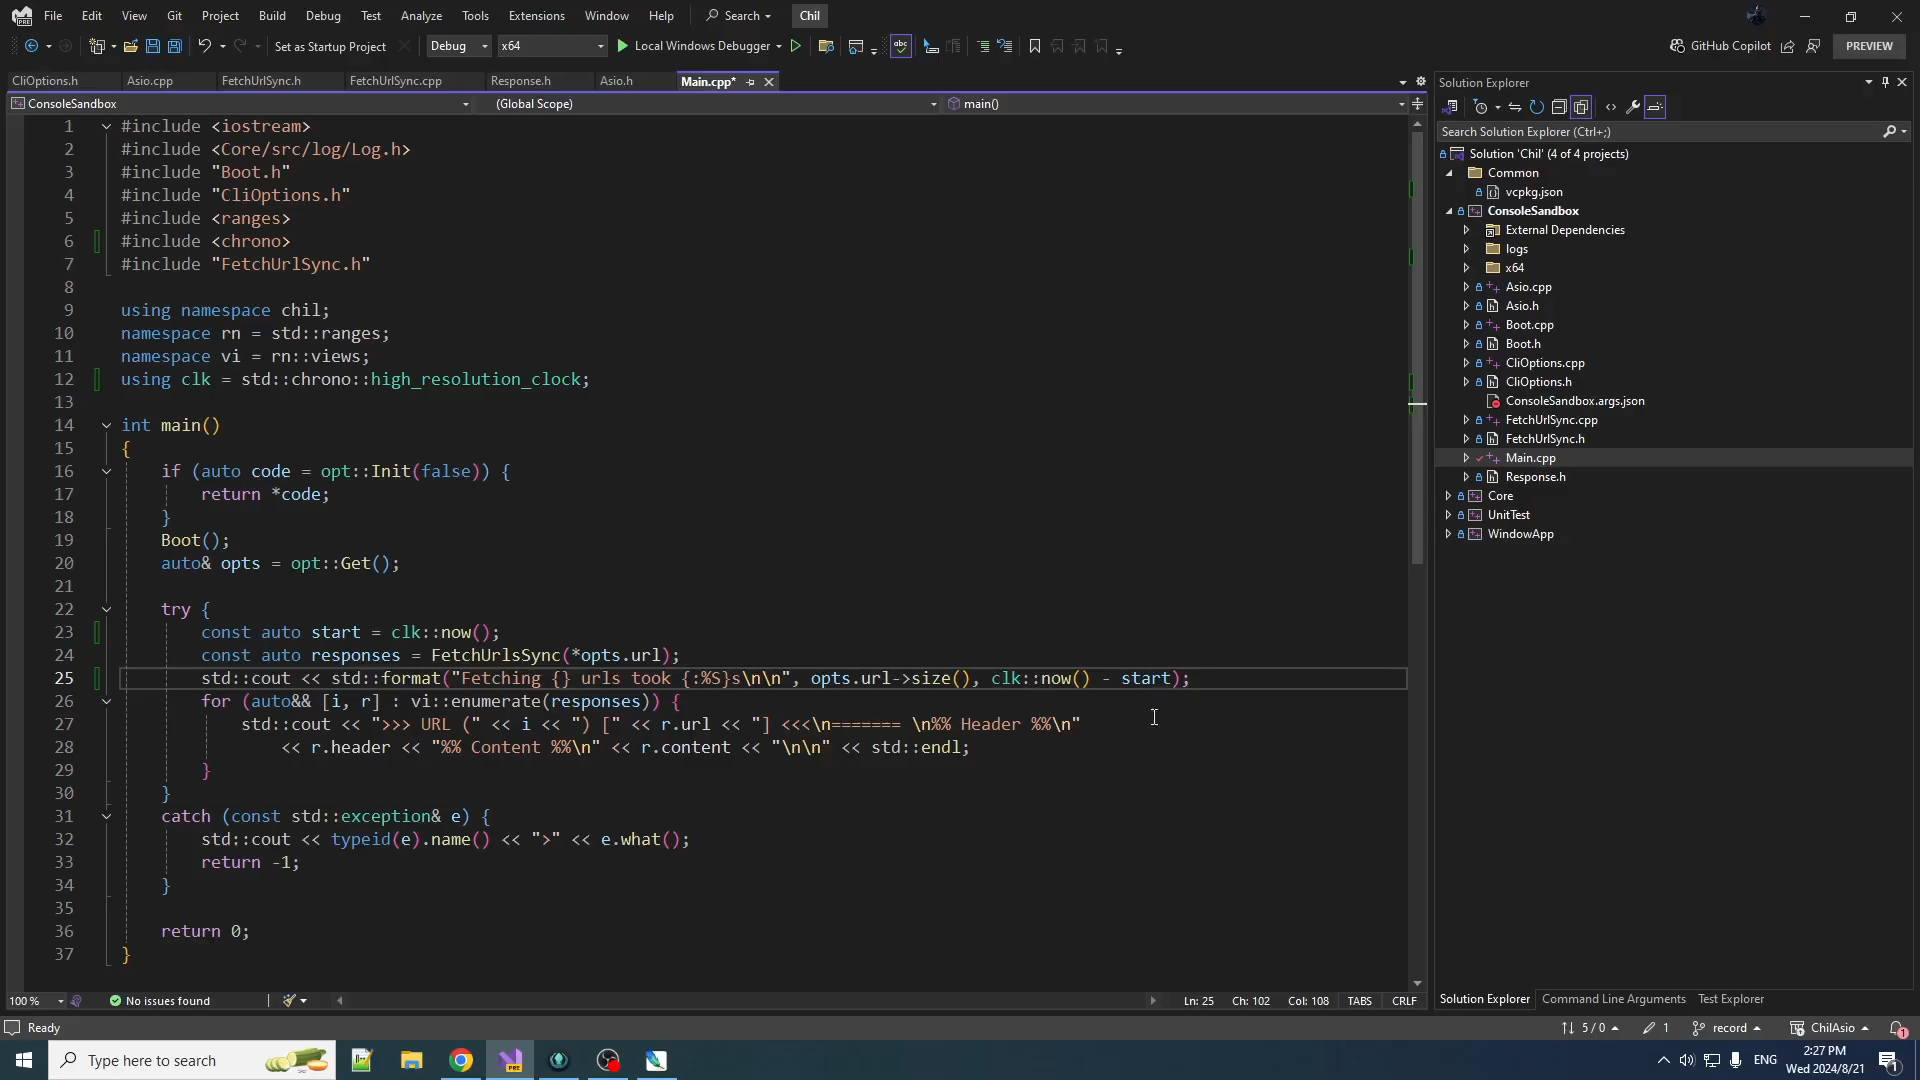 File Edit View Git Project Build Debug Test Analyze Tools Extensions Window Help Search Chil
Set as Startup Project Debug x64 Local Windows Debugger abc GitHub Copilot PREVIEW
CliOptions.h Asio.cpp FetchUrlSync.h FetchUrlSync.cpp Response.h Asio.h Main.cpp*
ConsoleSandbox (Global Scope) main()
1 #include <iostream>
2 #include <Core/src/log/Log.h>
3 #include "Boot.h"
4 #include "CliOptions.h"
5 #include <ranges>
6 #include <chrono>
7 #include "FetchUrlSync.h"
8
9 using namespace chil;
10 namespace rn = std::ranges;
11 namespace vi = rn::views;
12 using clk = std::chrono::high_resolution_clock;
13
14 int main()
15 {
16 if (auto code = opt::Init(false)) {
17 return *code;
18 }
19 Boot();
20 auto& opts = opt::Get();
21
22 try {
23 const auto start = clk::now();
24 const auto responses = FetchUrlsSync(*opts.url);
25 std::cout << std::format("Fetching {} urls took {:%S}s\n\n", opts.url->size(), clk::now() - start);
26 for (auto&& [i, r] : vi::enumerate(responses)) {
27 std::cout << ">>> URL (" << i << ") [" << r.url << "] <<<\n======= \n%% Header %%\n"
28 << r.header << "%% Content %%\n" << r.content << "\n\n" << std::endl;
29 }
30 }
31 catch (const std::exception& e) {
32 std::cout << typeid(e).name() << ">" << e.what();
33 return -1;
34 }
35
36 return 0;
37 }
100 % No issues found Ln: 25 Ch: 102 Col: 108 TABS CRLF
Solution Explorer
Search Solution Explorer (Ctrl+;)
Solution 'Chil' (4 of 4 projects)
Common
vcpkg.json
ConsoleSandbox
External Dependencies
logs
x64
Asio.cpp
Asio.h
Boot.cpp
Boot.h
CliOptions.cpp
CliOptions.h
ConsoleSandbox.args.json
FetchUrlSync.cpp
FetchUrlSync.h
Main.cpp
Response.h
Core
UnitTest
WindowApp
Solution Explorer Command Line Arguments Test Explorer
Ready 5 / 0 1 record ChilAsio 1
Type here to search PRE ENG 2:27 PM
Wed 2024/8/21 1